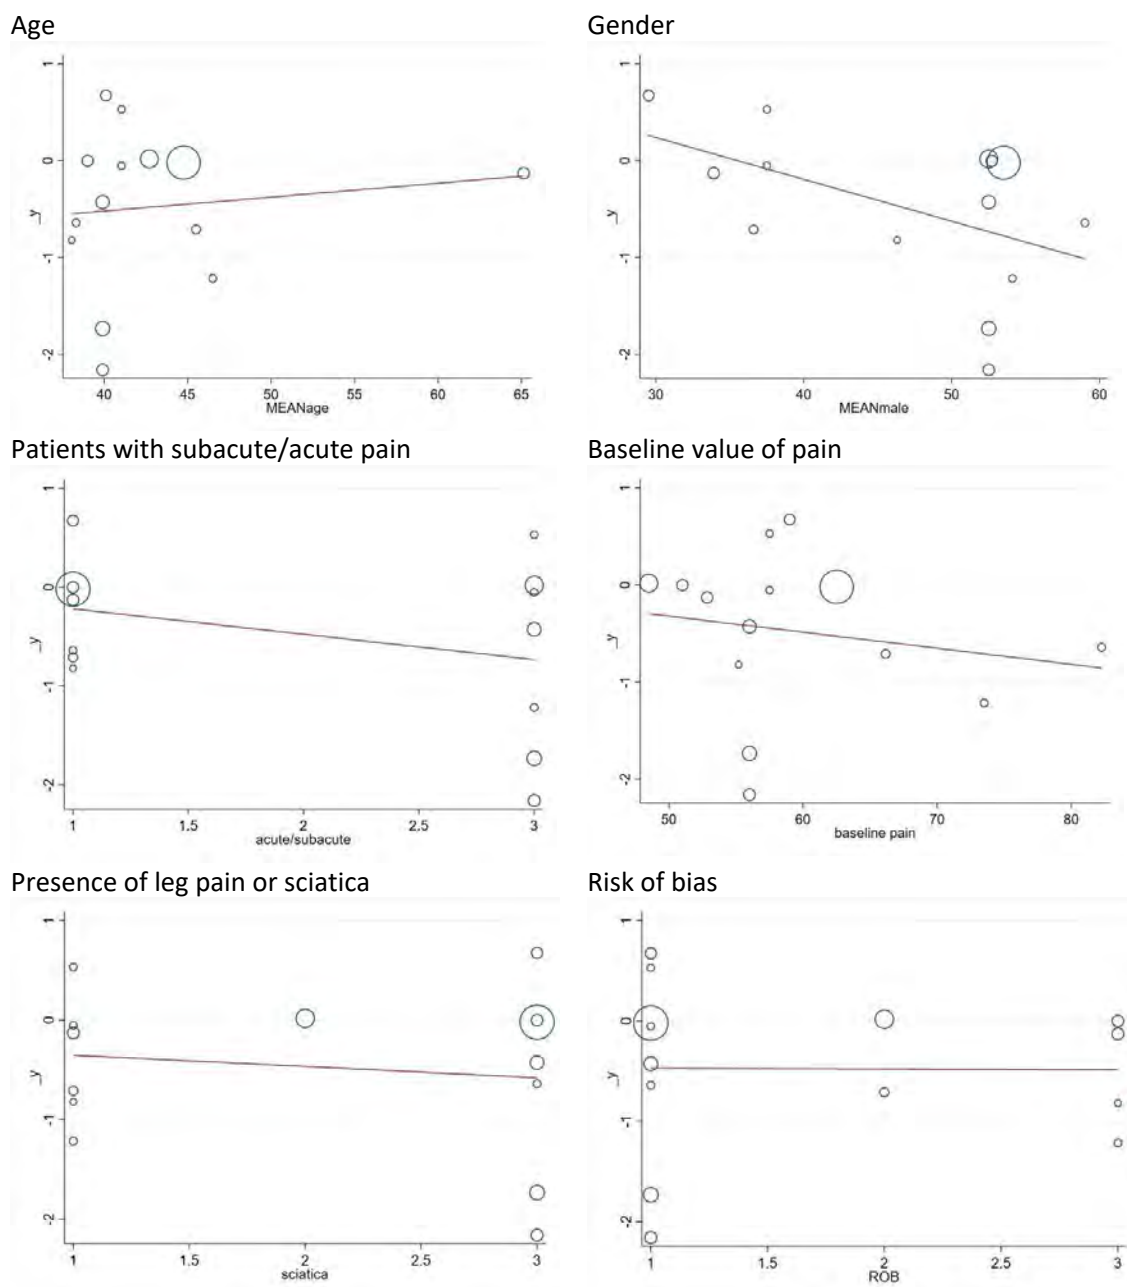 Age
1
0
-1
-2
_y
40
45
50
55
60
65
MEANage
Gender
1
0
-1
-2
_y
30
40
50
60
MEANmale
Patients with subacute/acute pain
1
0
-1
-2
_y
1
1.5
2
2.5
3
acute/subacute
Baseline value of pain
1
0
-1
-2
_y
50
60
70
80
baseline pain
Presence of leg pain or sciatica
1
0
-1
-2
_y
1
1.5
2
2.5
3
sciatica
Risk of bias
1
0
-1
-2
_y
1
1.5
2
2.5
3
ROB